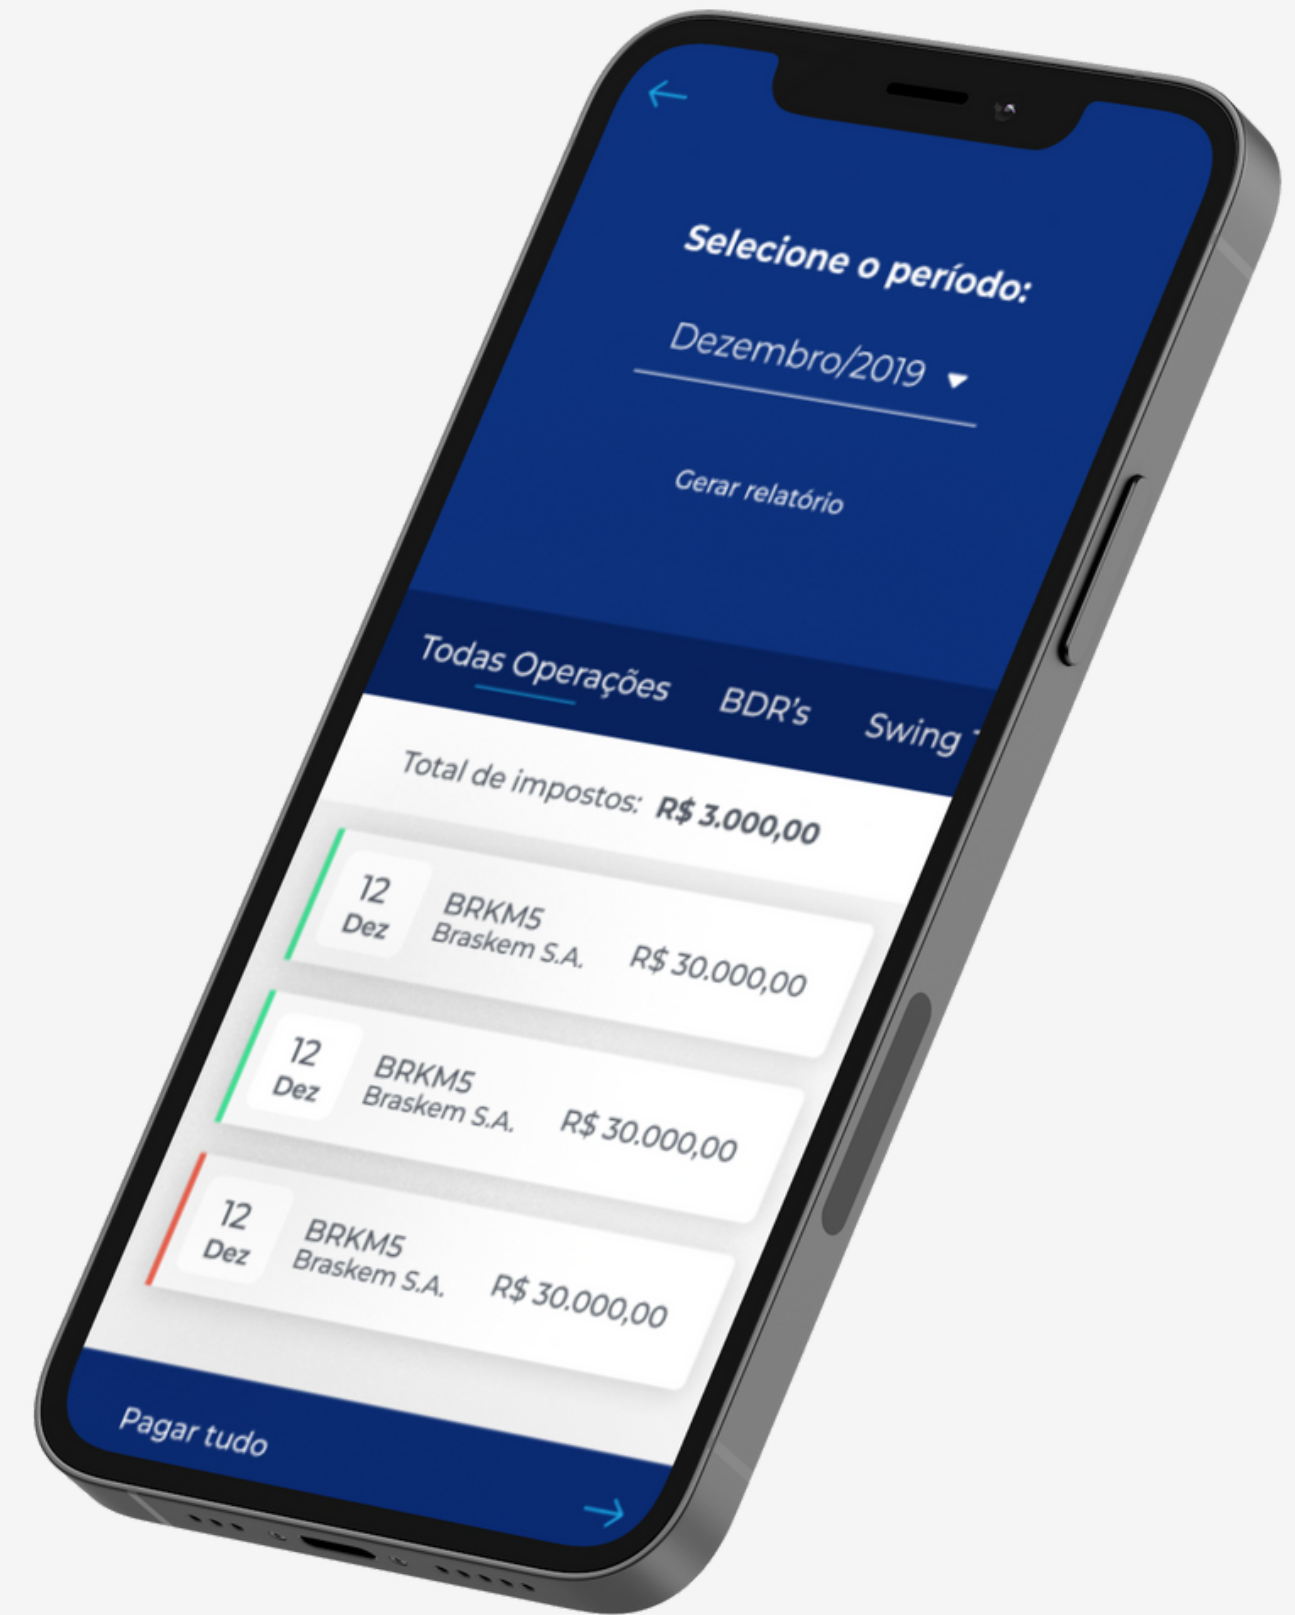 Selecione o período:
Dezembro/2019
Gerar relatório
Todas Operações BDR's Swing
Total de impostos: R$ 3.000,00
12
Dez
BRKM5
Braskem S.A.
R$ 30.000,00
12
Dez
BRKM5
Braskem S.A.
R$ 30.000,00
12
Dez
BRKM5
Braskem S.A.
R$ 30.000,00
Pagar tudo